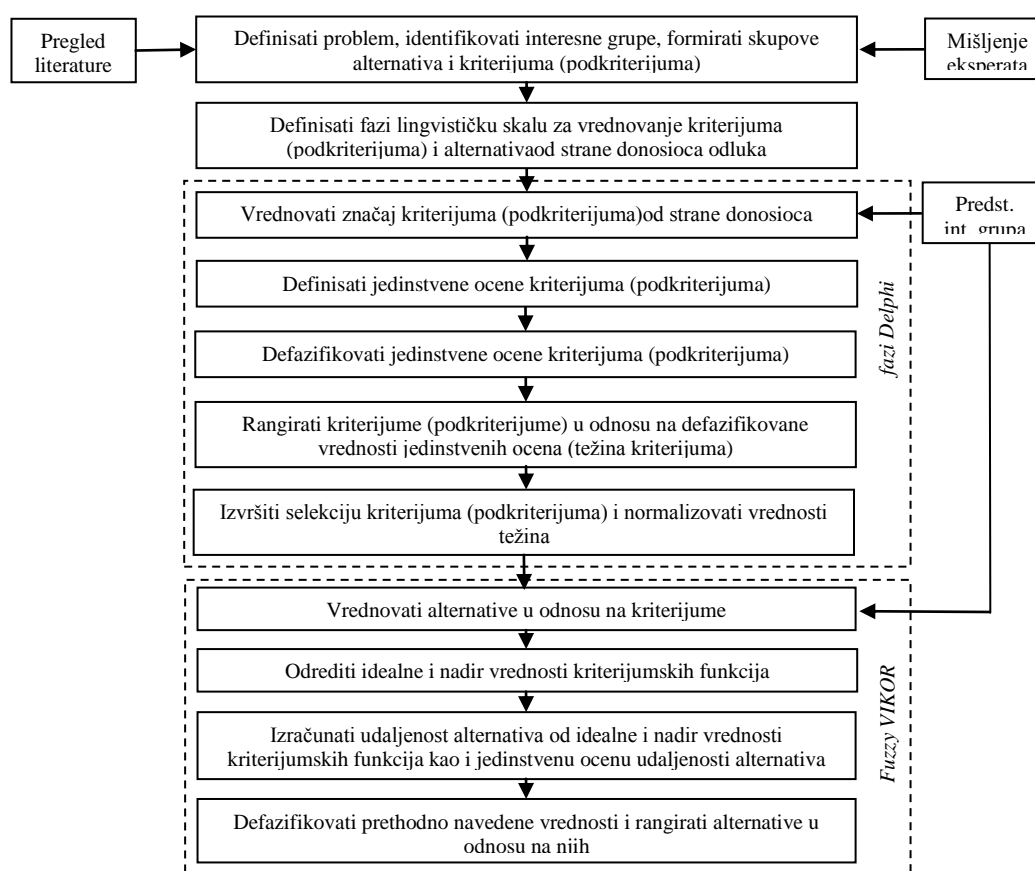 Pregled
literature
Definisati problem, identifikovati interesne grupe, formirati skupove
alternativa i kriterijuma (podkriterijuma)
Mišljenje
eksperata
Definisati fazi lingvističku skalu za vrednovanje kriterijuma
(podkriterijuma) i alternativaod strane donosioca odluka
Vrednovati značaj kriterijuma (podkriterijuma)od strane donosioca
Predst.
int. grupa
Definisati jedinstvene ocene kriterijuma (podkriterijuma)
Defazifikovati jedinstvene ocene kriterijuma (podkriterijuma)
Rangirati kriterijume (podkriterijume) u odnosu na defazifikovane
vrednosti jedinstvenih ocena (težina kriterijuma)
Izvršiti selekciju kriterijuma (podkriterijuma) i normalizovati vrednosti
težina
fazi Delphi
Vrednovati alternative u odnosu na kriterijume
Odrediti idealne i nadir vrednosti kriterijumskih funkcija
Izračunati udaljenost alternativa od idealne i nadir vrednosti
kriterijumskih funkcija kao i jedinstvenu ocenu udaljenosti alternativa
Defazifikovati prethodno navedene vrednosti i rangirati alternative u
odnosu na njih
Fuzzy VIKOR